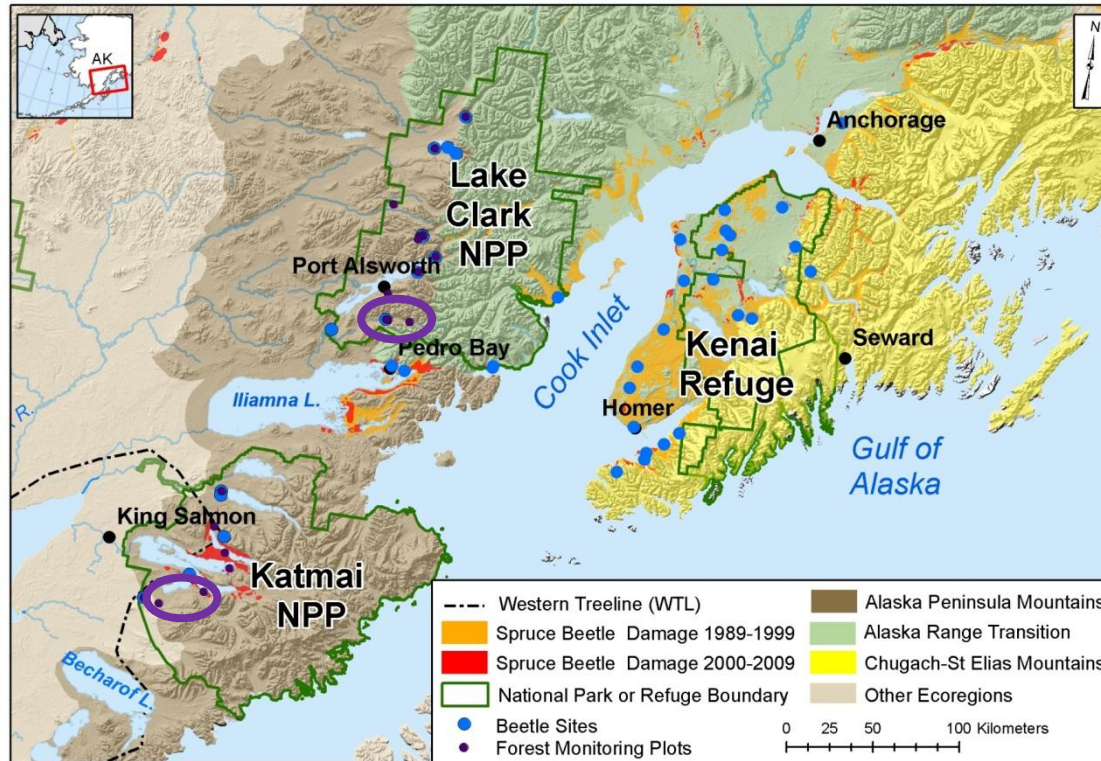 AK
N
Anchorage
Lake
Clark
NPP
Port Alsworth
Pedro Bay
Iliamna L.
Cook Inlet
Kenai
Refuge
Seward
Homer
Gulf of
Alaska
R.
King Salmon
Katmai
NPP
Becharof L.
Western Treeline (WTL)
Spruce Beetle Damage 1989-1999
Spruce Beetle Damage 2000-2009
National Park or Refuge Boundary
Beetle Sites
Forest Monitoring Plots
Alaska Peninsula Mountains
Alaska Range Transition
Chugach-St Elias Mountains
Other Ecoregions
0 25 50 100 Kilometers